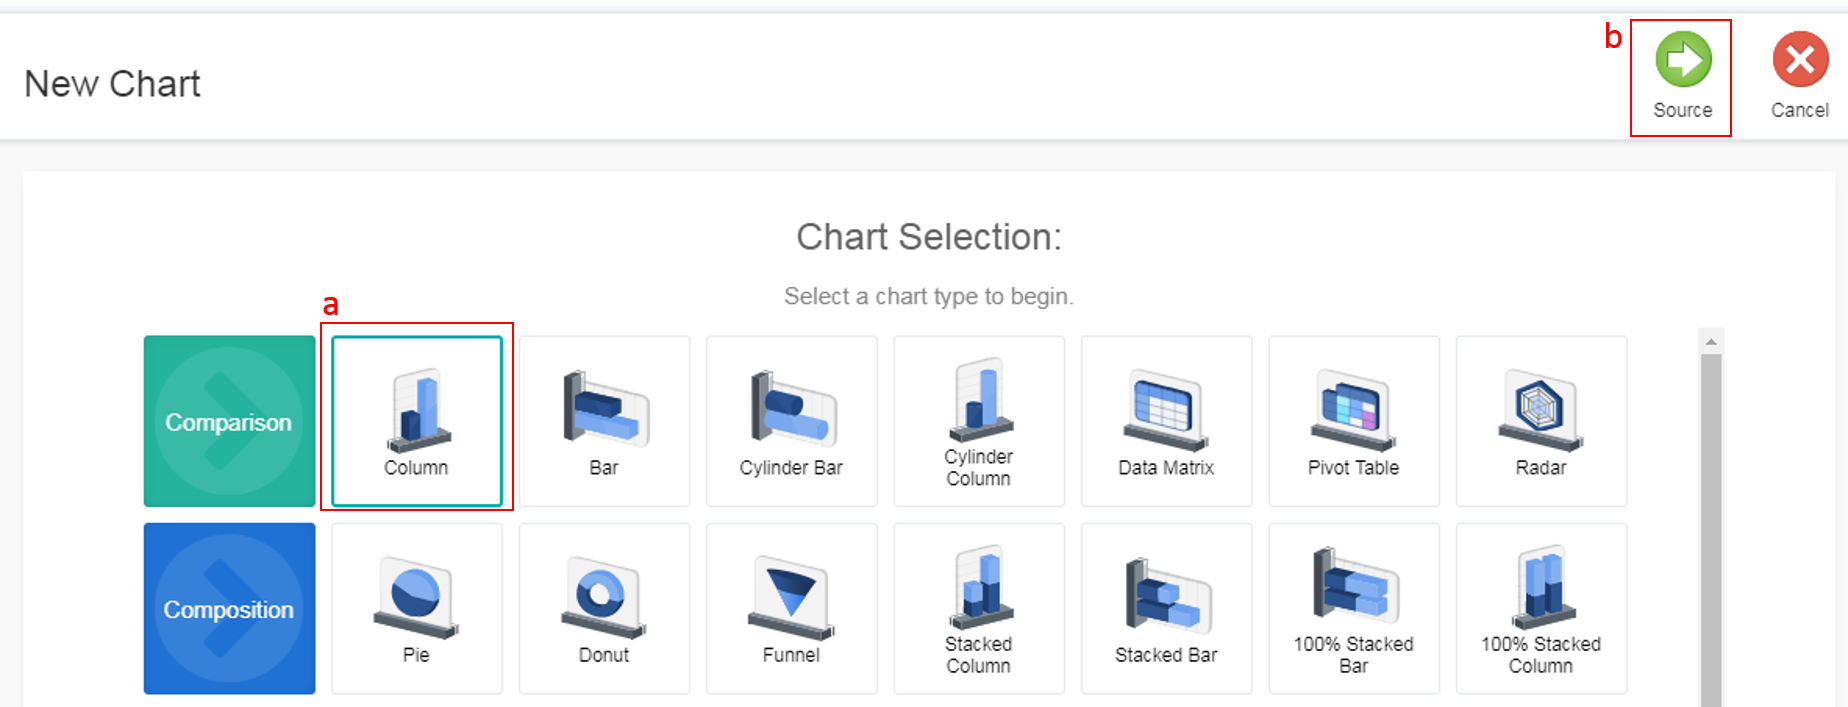 b
New Chart
Source
Cancel
Chart Selection:
Select a chart type to begin.
a
Comparison
Column
Bar
Cylinder Bar
Cylinder
Column
Data Matrix
Pivot Table
Radar
Composition
Pie
Donut
Funnel
Stacked
Column
Stacked Bar
100% Stacked
Bar
100% Stacked
Column